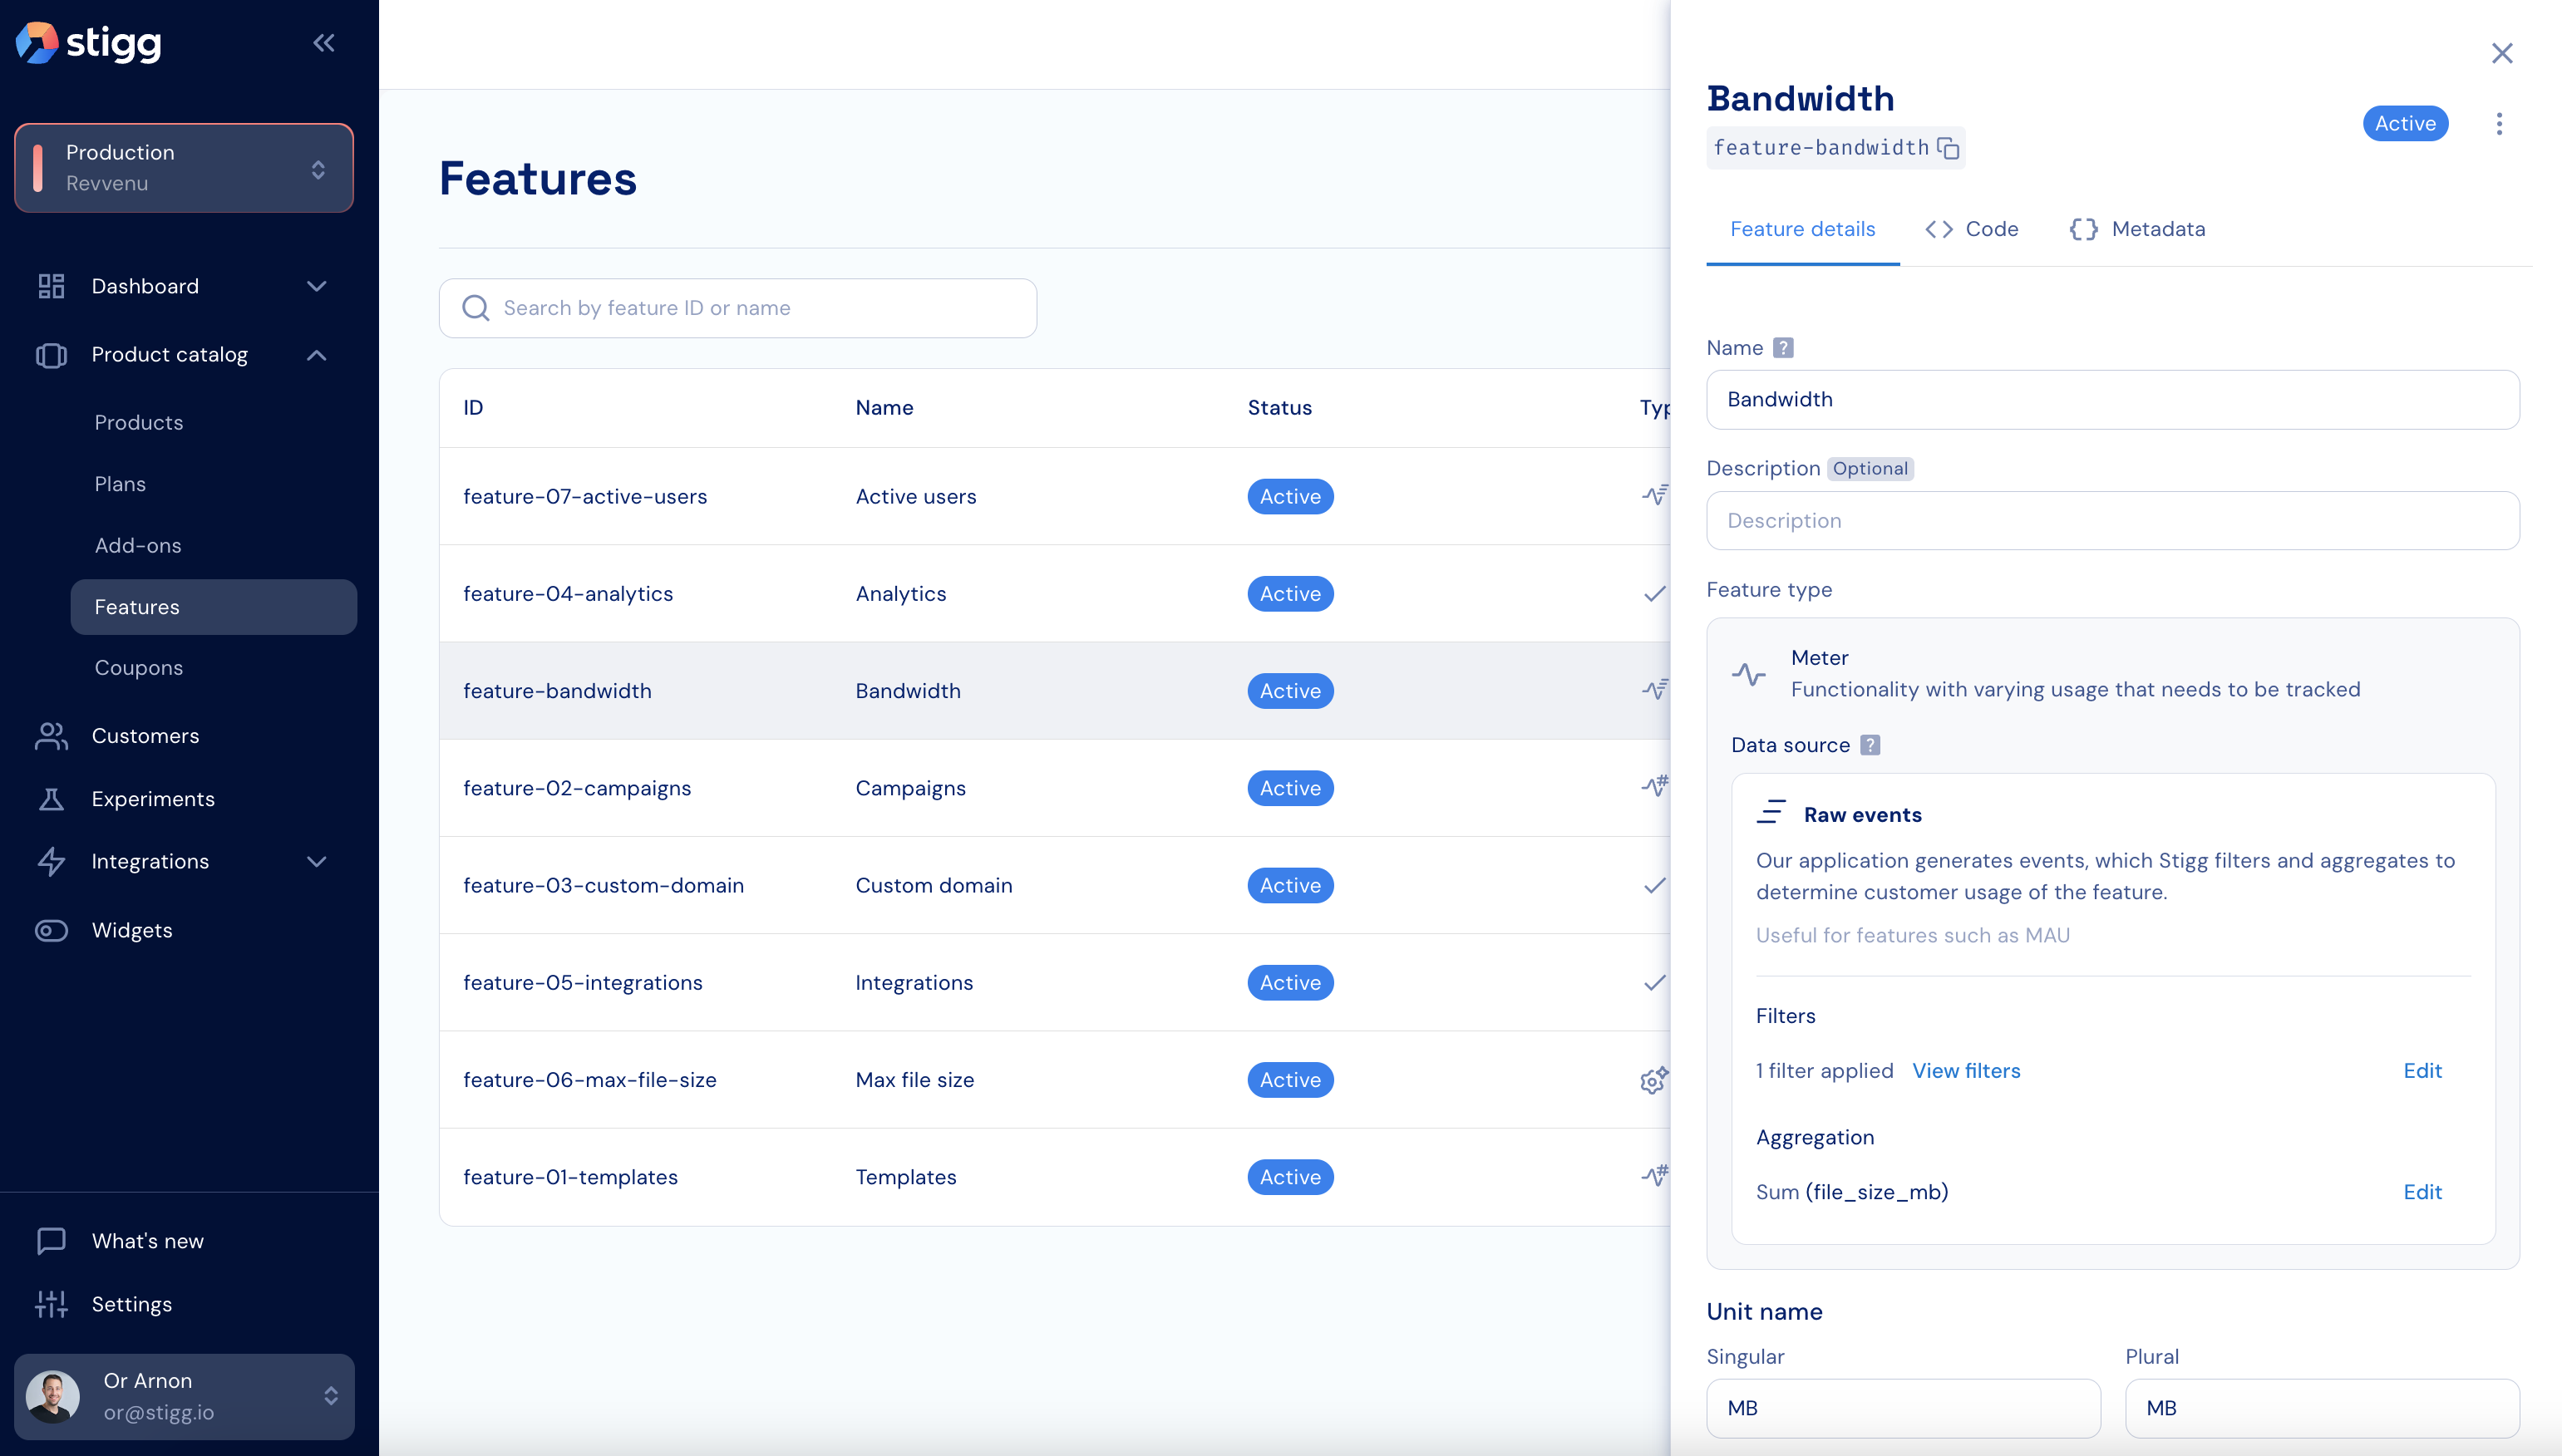 stigg
Production
Revvenu
Dashboard
Product catalog
Products
Plans
Add-ons
Features
Coupons
Customers
Experiments
Integrations
Widgets
What's new
Settings
Or Arnon
or@stigg.io
Features
Search by feature ID or name
ID Name Status Typ
feature-07-active-users Active users Active
feature-04-analytics Analytics Active
feature-bandwidth Bandwidth Active
feature-02-campaigns Campaigns Active
feature-03-custom-domain Custom domain Active
feature-05-integrations Integrations Active
feature-06-max-file-size Max file size Active
feature-01-templates Templates Active
Bandwidth
feature-bandwidth
Active
Feature details Code Metadata
Name ?
Bandwidth
Description Optional
Description
Feature type
Meter
Functionality with varying usage that needs to be tracked
Data source ?
Raw events
Our application generates events, which Stigg filters and aggregates to
determine customer usage of the feature.
Useful for features such as MAU
Filters
1 filter applied View filters Edit
Aggregation
Sum (file_size_mb) Edit
Unit name
Singular Plural
MB MB